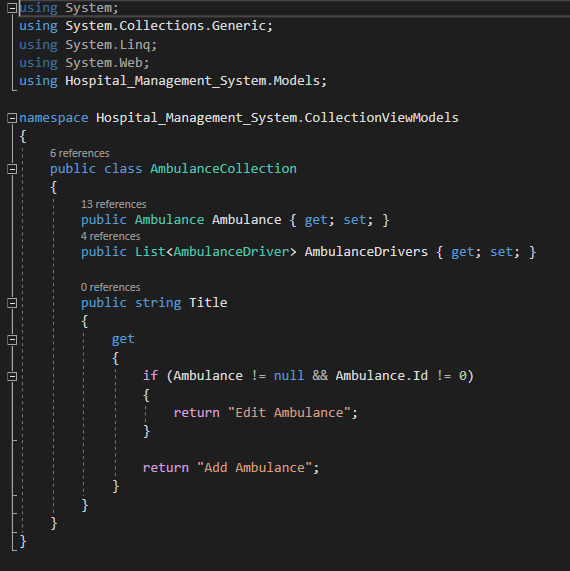 using System;
using System.Collections.Generic;
using System.Linq;
using System.Web;
using Hospital_Management_System.Models;
namespace Hospital_Management_System.CollectionViewModels
{
6 references
public class AmbulanceCollection
{
13 references
public Ambulance Ambulance { get; set; }
4 references
public List<AmbulanceDriver> AmbulanceDrivers { get; set; }
0 references
public string Title
{
get
{
if (Ambulance != null && Ambulance.Id != 0)
{
return "Edit Ambulance";
}
return "Add Ambulance";
}
}
}
}